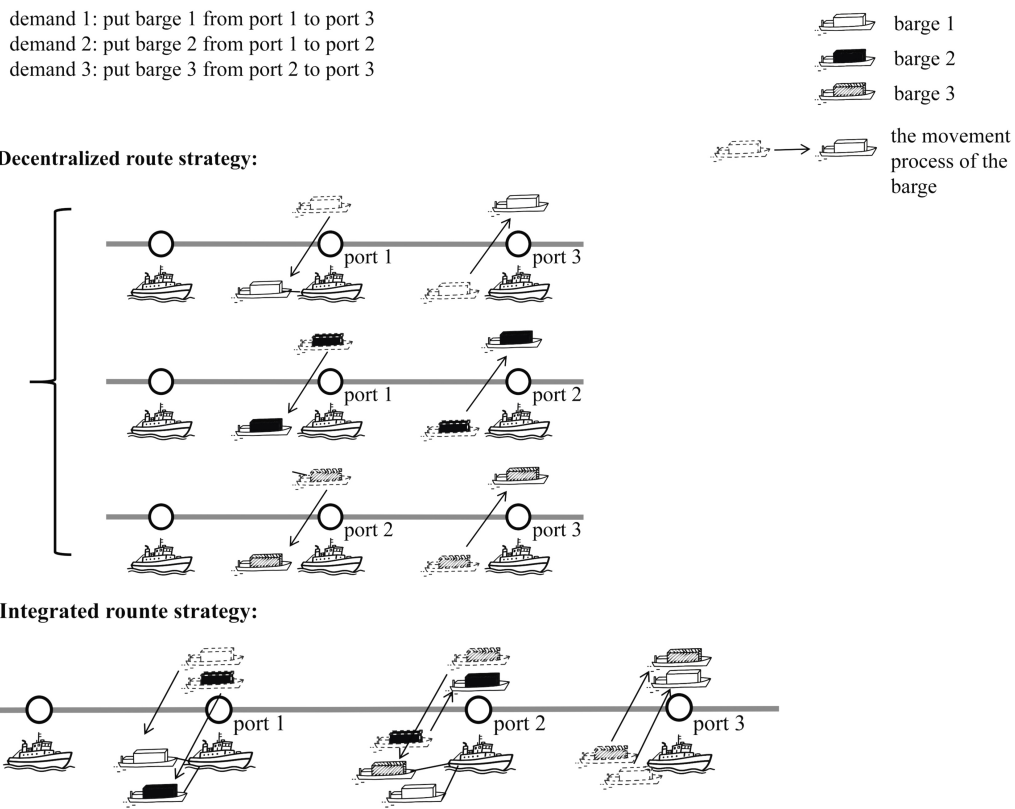 demand 1: put barge 1 from port 1 to port 3
demand 2: put barge 2 from port 1 to port 2
demand 3: put barge 3 from port 2 to port 3
barge 1
barge 2
barge 3
the movement
process of the
barge
Decentralized route strategy:
port 1
port 3
port 1
port 2
port 2
port 3
Integrated rounte strategy:
port 1
port 2
port 3